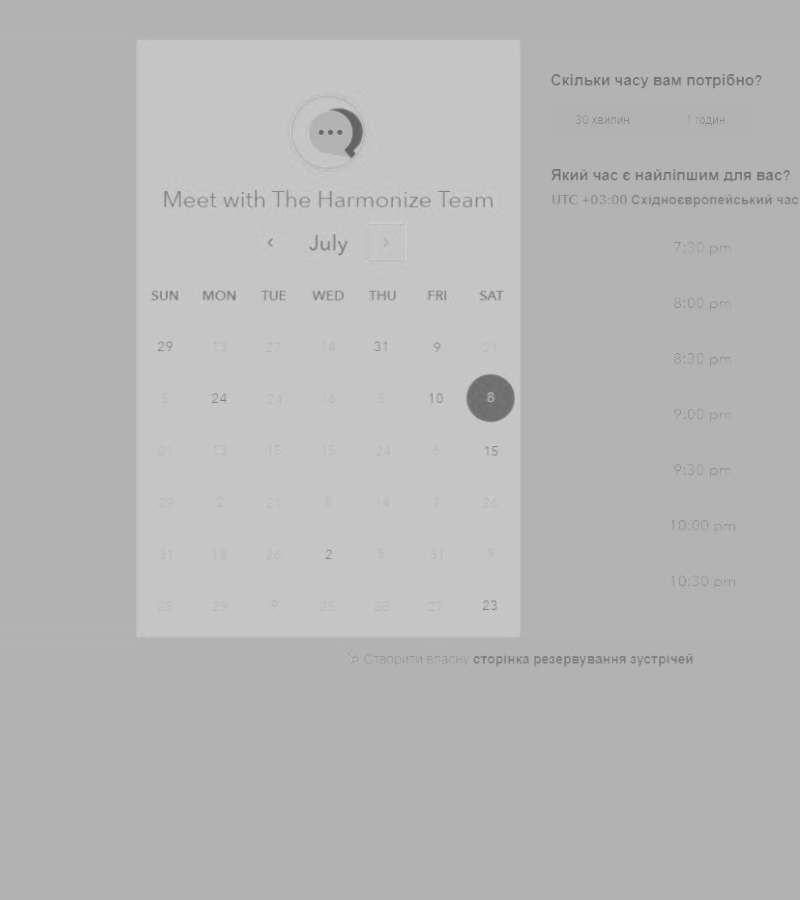 Meet with The Harmonize Team
July
SUN MON TUE WED THU FRI SAT
29 13 27 14 31 9 21
5 24 24 16 5 10 8
21 13 15 15 24 6 15
29 2 21 8 14 7 26
31 18 26 2 5 31 9
25 29 9 25 28 27 23
Скільки часу вам потрібно?
30 хвилин 1 годин
Який час є найліпшим для вас?
UTC +03:00 Східноєвропейський час
7:30 pm
8:00 pm
8:30 pm
9:00 pm
9:30 pm
10:00 pm
10:30 pm
Створити власну сторінка резервування зустрічей